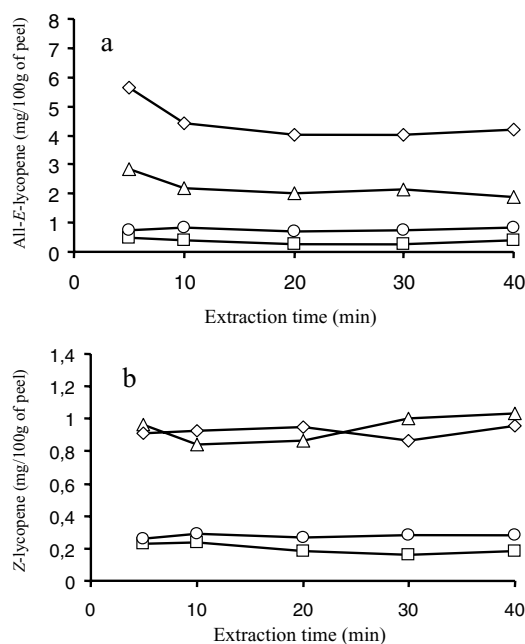 a
All-E-lycopene (mg/100g of peel)
8
7
6
5
4
3
2
1
0
0 10 20 30 40
Extraction time (min)
b
Z-lycopene (mg/100g of peel)
1,4
1,2
1
0,8
0,6
0,4
0,2
0
0 10 20 30 40
Extraction time (min)